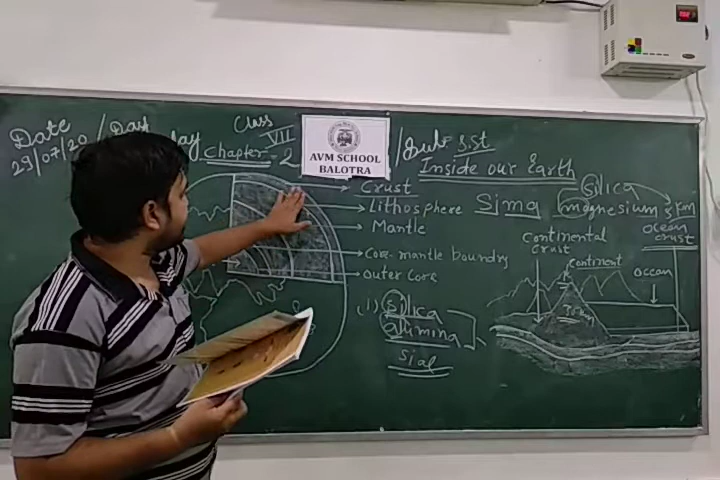 Date
29/07/20
/ Day
Class
VII
Chapter - 2
AVM SCHOOL
BALOTRA
/ Sub- S.St
Inside our Earth
Crust
Lithosphere
Mantle
Core-mantle boundry
outer core
Sima
Silica
magnesium
5 km
ocean
crust
continental
crust
continent
ocean
(1) Silica
alumina
Sial